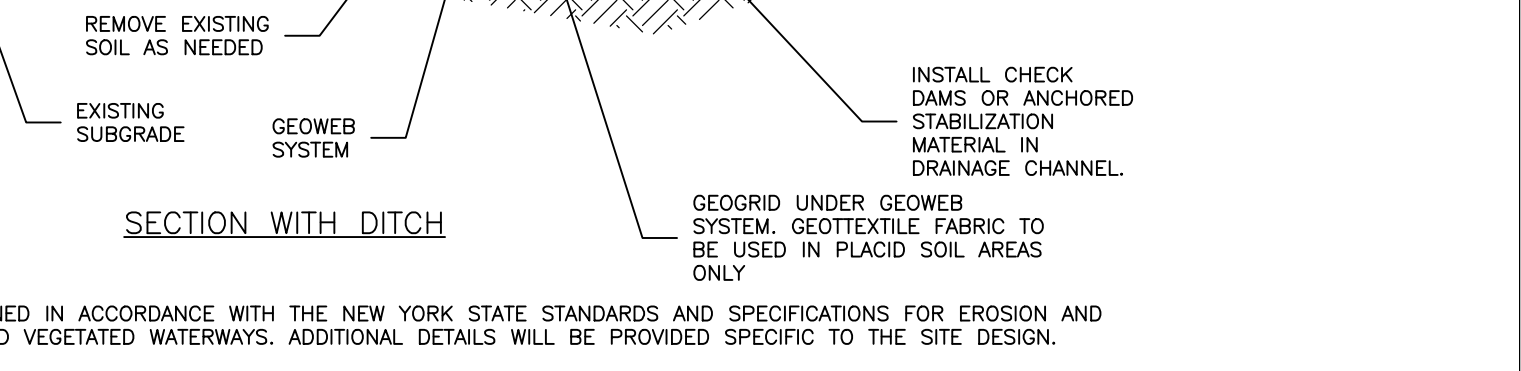 REMOVE EXISTING
SOIL AS NEEDED
EXISTING
SUBGRADE
GEOWEB
SYSTEM
INSTALL CHECK
DAMS OR ANCHORED
STABILIZATION
MATERIAL IN
DRAINAGE CHANNEL.
GEOGRID UNDER GEOWEB
SYSTEM. GEOTTEXTILE FABRIC TO
BE USED IN PLACID SOIL AREAS
ONLY
SECTION WITH DITCH
IN ACCORDANCE WITH THE NEW YORK STATE STANDARDS AND SPECIFICATIONS FOR EROSION AND
VEGETATED WATERWAYS. ADDITIONAL DETAILS WILL BE PROVIDED SPECIFIC TO THE SITE DESIGN.